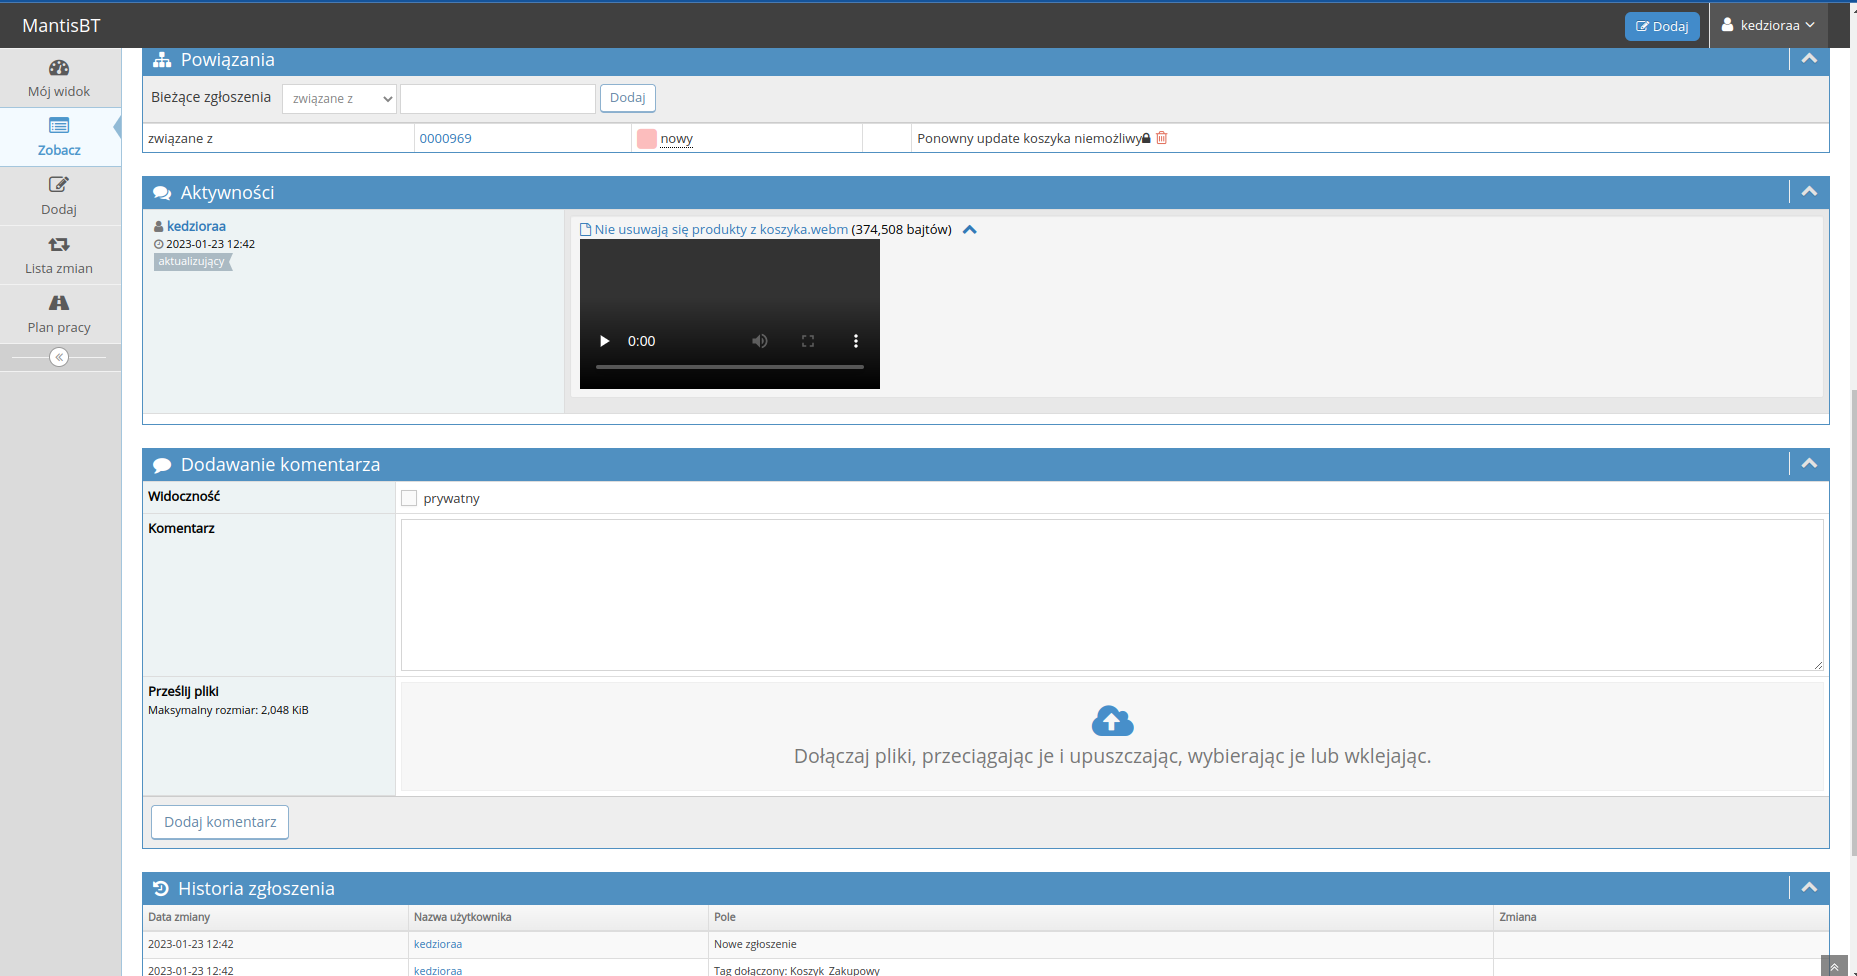 MantisBT
Dodaj
kedzioraa
Mój widok
Zobacz
Dodaj
Lista zmian
Plan pracy
Powiązania
Bieżące zgłoszenia
związane z
Dodaj
związane z
0000969
nowy
Ponowny update koszyka niemożliwy
Aktywności
kedzioraa
2023-01-23 12:42
aktualizujący
Nie usuwają się produkty z koszyka.webm (374,508 bajtów)
0:00
Dodawanie komentarza
Widoczność
prywatny
Komentarz
Prześlij pliki
Maksymalny rozmiar: 2,048 KiB
Dołączaj pliki, przeciągając je i upuszczając, wybierając je lub wklejając.
Dodaj komentarz
Historia zgłoszenia
Data zmiany
Nazwa użytkownika
Pole
Zmiana
2023-01-23 12:42
kedzioraa
Nowe zgłoszenie
2023-01-23 12:42
kedzioraa
Tag dołączony: Koszyk_Zakupowy